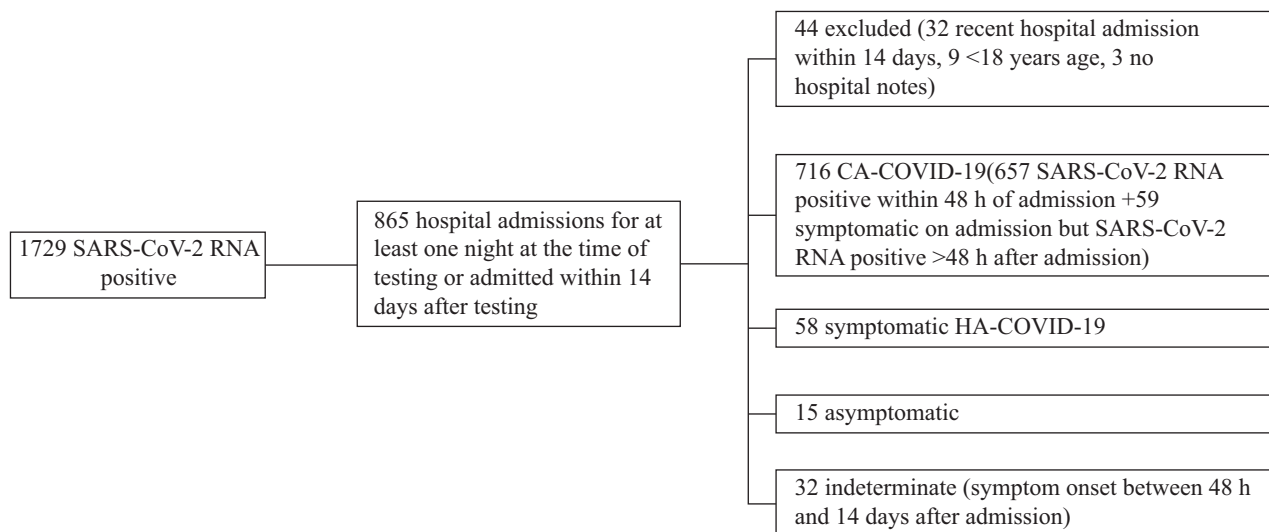 1729 SARS-CoV-2 RNA
positive
865 hospital admissions for at
least one night at the time of
testing or admitted within 14
days after testing
44 excluded (32 recent hospital admission
within 14 days, 9 <18 years age, 3 no
hospital notes)
716 CA-COVID-19(657 SARS-CoV-2 RNA
positive within 48 h of admission +59
symptomatic on admission but SARS-CoV-2
RNA positive >48 h after admission)
58 symptomatic HA-COVID-19
15 asymptomatic
32 indeterminate (symptom onset between 48 h
and 14 days after admission)